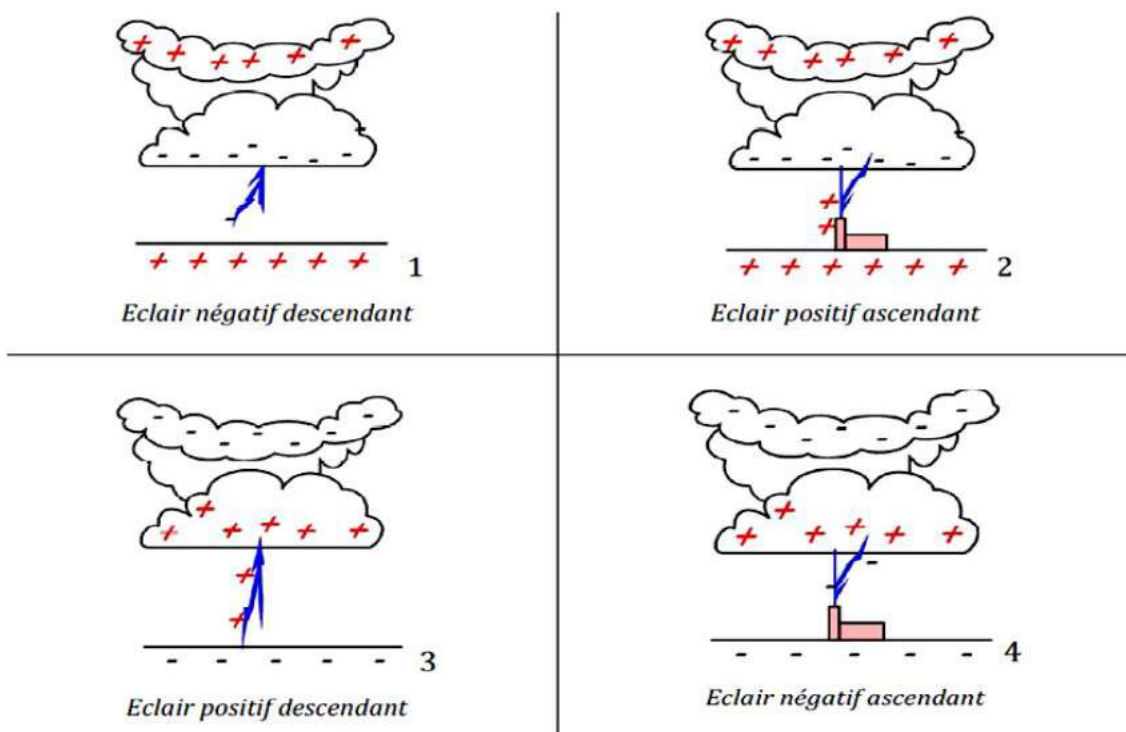 1
2
Eclair négatif descendant
Eclair positif ascendant
3
4
Eclair positif descendant
Eclair négatif ascendant